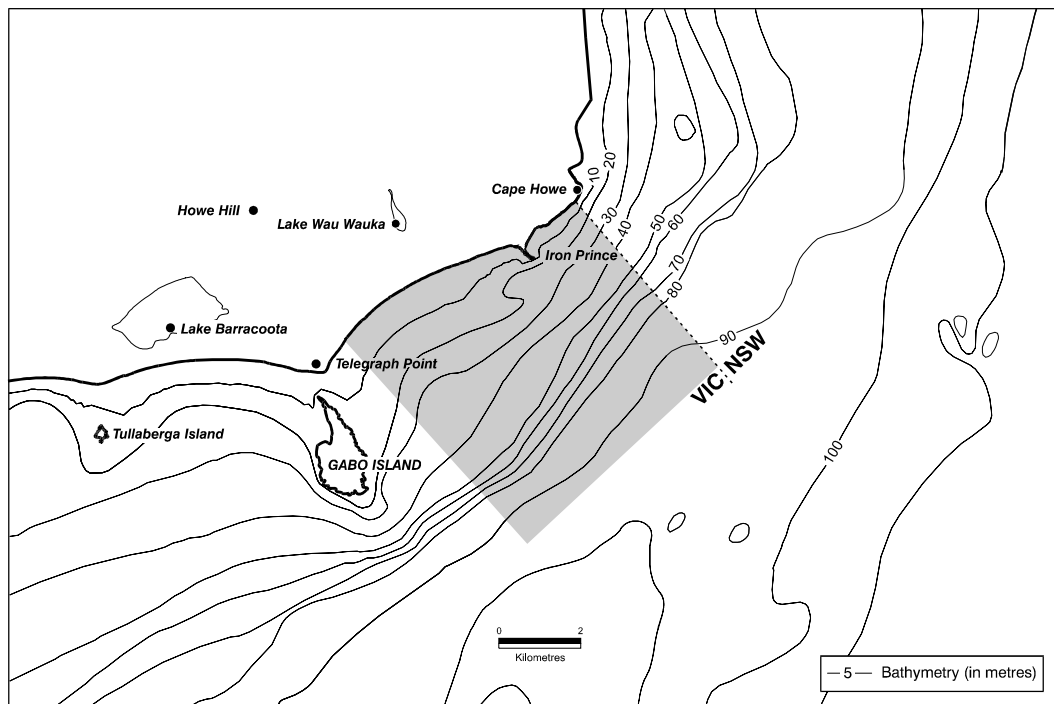 Cape Howe
10
20
Howe Hill
Lake Wau Wauka
30
40
50
60
Iron Prince
70
80
Lake Barracoota
90
VIC NSW
Telegraph Point
Tullaberga Island
GABO ISLAND
100
0 2
Kilometres
5 Bathymetry (in metres)